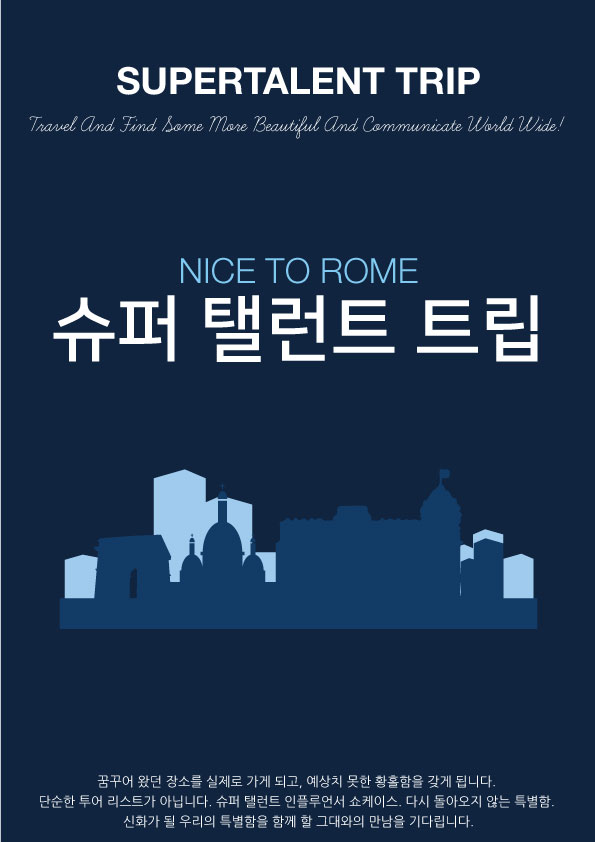 SUPERTALENT TRIP
Travel And Find Some More Beautiful And Communicate World Wide!
NICE TO ROME
슈퍼 탤런트 트립
꿈꾸어 왔던 장소를 실제로 가게 되고, 예상치 못한 황홀함을 갖게 됩니다.
단순한 투어 리스트가 아닙니다. 슈퍼 탤런트 인플루언서 쇼케이스. 다시 돌아오지 않는 특별함.
신화가 될 우리의 특별함을 함께 할 그대와의 만남을 기다립니다.